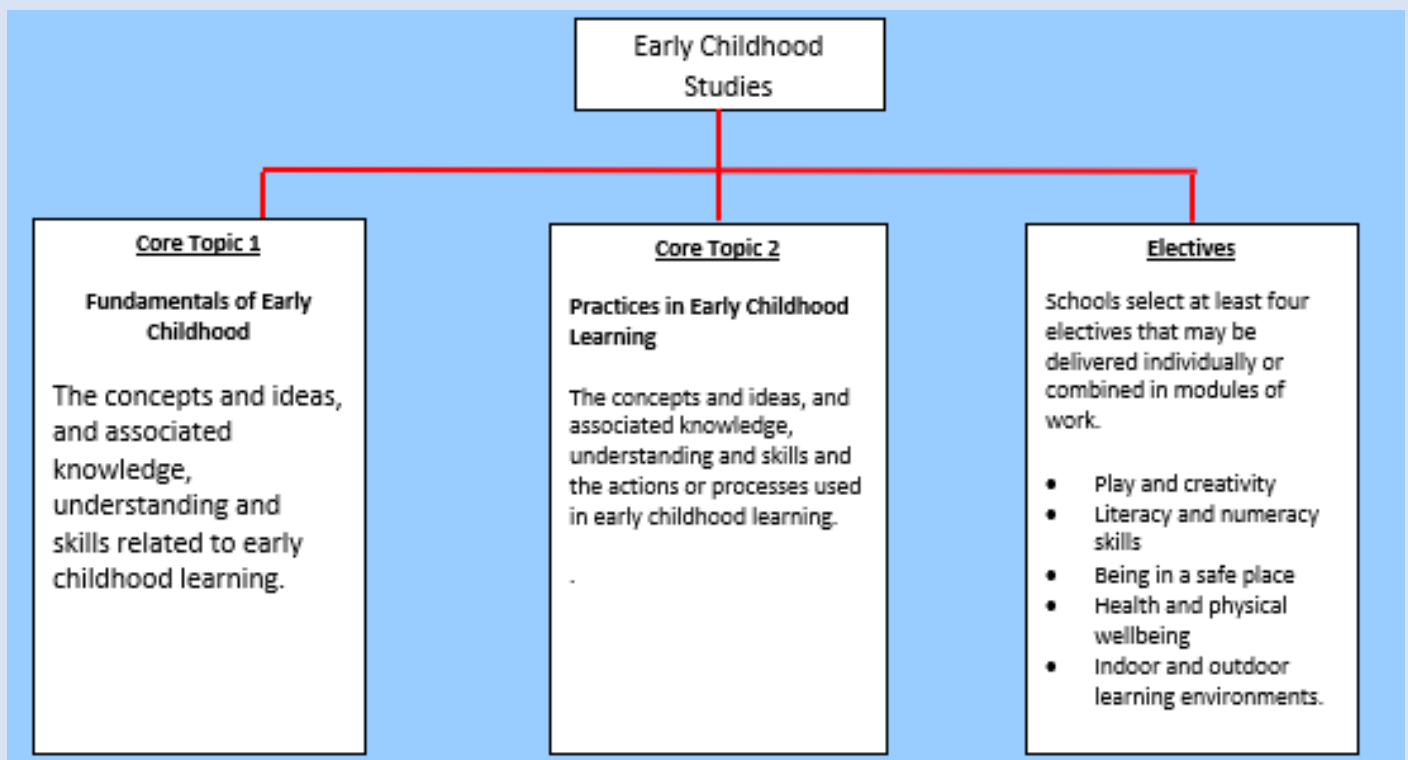 Early Childhood
Studies
Core Topic 1
Fundamentals of Early
Childhood
The concepts and ideas,
and associated
knowledge,
understanding and
skills related to early
childhood learning.
Core Topic 2
Practices in Early Childhood
Learning
The concepts and ideas, and
associated knowledge,
understanding and skills and
the actions or processes used
in early childhood learning.
.
Electives
Schools select at least four
electives that may be
delivered individually or
combined in modules of
work.
• Play and creativity
• Literacy and numeracy
skills
• Being in a safe place
• Health and physical
wellbeing
• Indoor and outdoor
learning environments.